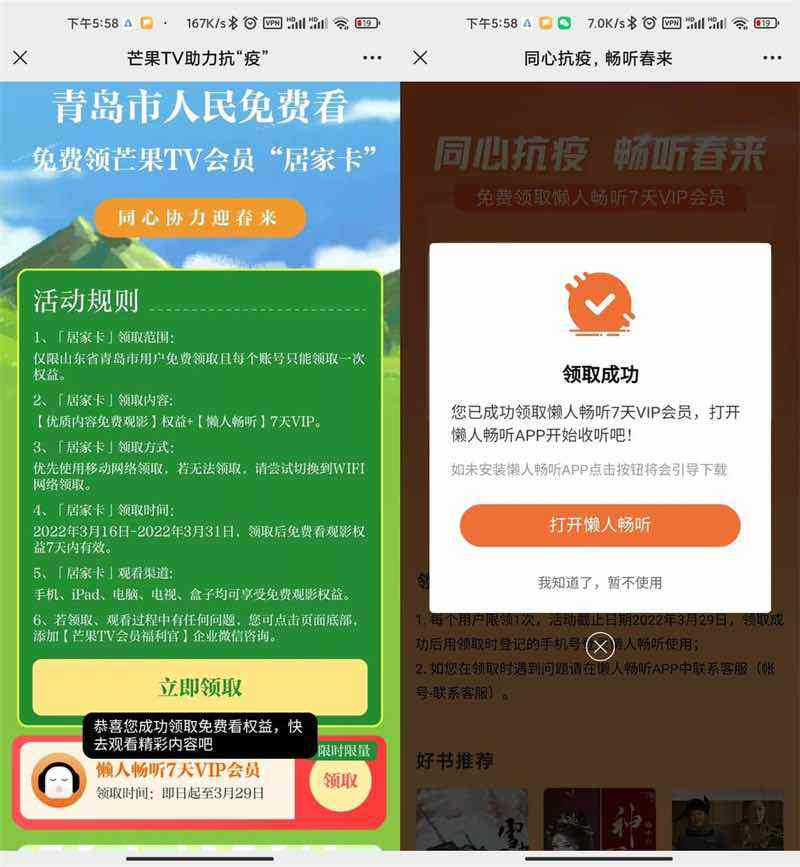 下午5:58
167K/s
VPN
HD
HD
19
芒果TV助力抗“疫”
青岛市人民免费看
免费领芒果TV会员“居家卡”
同心协力迎春来
活动规则
1、「居家卡」领取范围:
仅限山东省青岛市用户免费领取且每个账号只能领取一次
权益。
2、「居家卡」领取内容:
【优质内容免费观影】权益+【懒人畅听】7天VIP。
3、「居家卡」领取方式:
优先使用移动网络领取，若无法领取，请尝试切换到WIFI
网络领取。
4、「居家卡」领取时间:
2022年3月16日-2022年3月31日，领取后免费看观影权
益7天内有效。
5、「居家卡」观看渠道:
手机、iPad、电脑、电视、盒子均可享受免费观影权益。
6、若领取、观看过程中有任何问题，您可点击页面底部，
添加【芒果TV会员福利官】企业微信咨询。
立即领取
恭喜您成功领取免费看权益，快
去观看精彩内容吧
限时限量
懒人畅听7天VIP会员
领取时间：即日起至3月29日
领取
下午5:58
7.0K/s
VPN
HD
HD
19
同心抗疫，畅听春来
同心抗疫 畅听春来
免费领取懒人畅听7天VIP会员
领取成功
您已成功领取懒人畅听7天VIP会员，打开
懒人畅听APP开始收听吧！
如未安装懒人畅听APP点击按钮将会引导下载
打开懒人畅听
我知道了，暂不使用
1. 每个用户限领1次，活动截止日期2022年3月29日，领取成
功后用领取时登记的手机号 懒人畅听使用；
2. 如您在领取时遇到问题请在懒人畅听APP中联系客服（帐
号-联系客服）。
好书推荐
雪
神